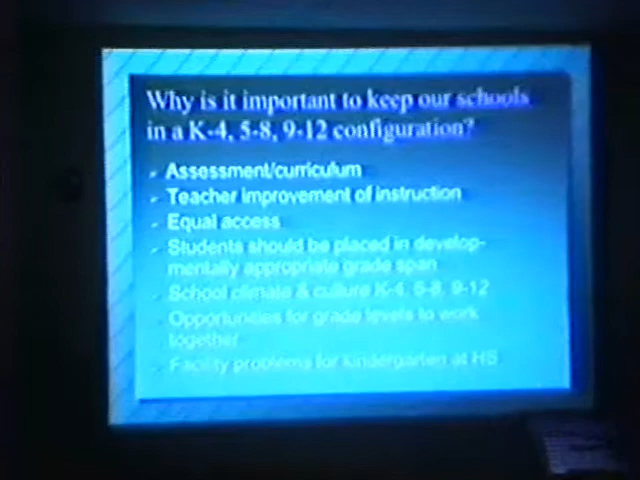 Why is it important to keep our schools
in a K-4, 5-8, 9-12 configuration?
Assessment/curriculum
Teacher improvement of instruction
Equal access
Students should be placed in develop-
mentally appropriate grade span
School climate & culture K-4, 5-8, 9-12
Opportunities for grade levels to work
together
Facility problems for kindergarten at HS